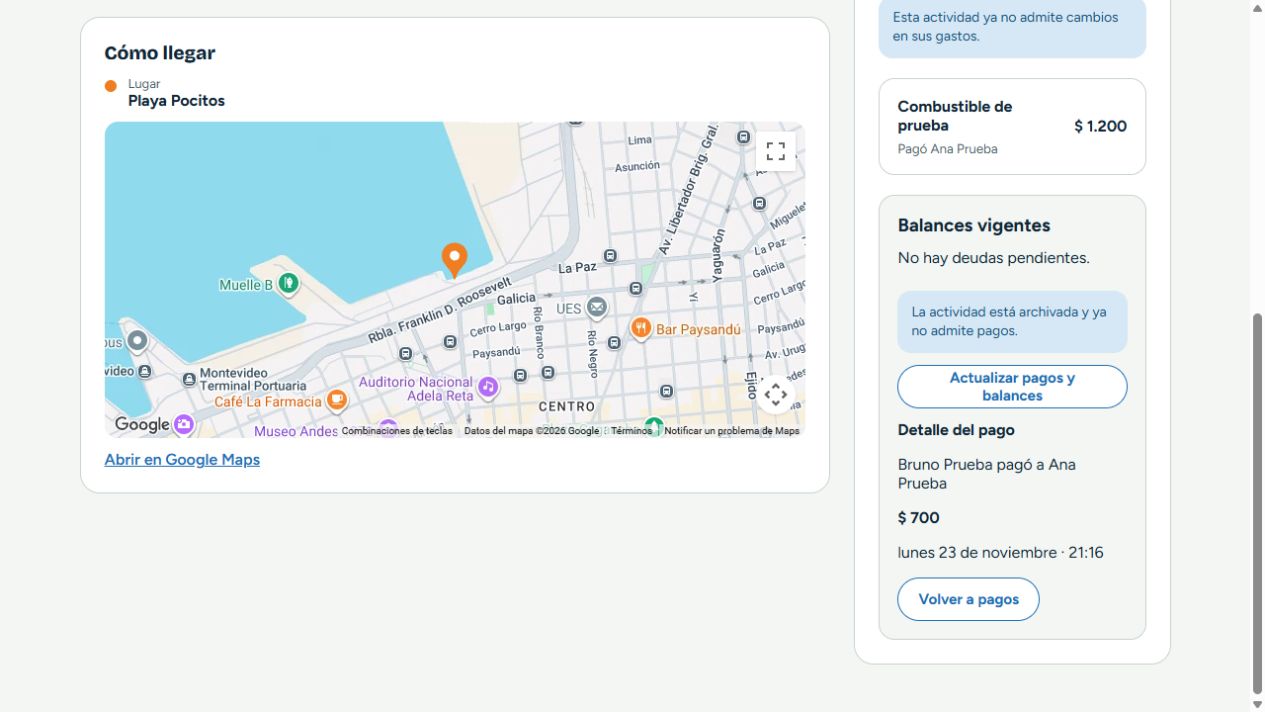 Cómo llegar
Lugar
Playa Pocitos
Lima
Asunción
Av. Libertador Brig. Gral.
Miguele
La Paz
La Paz
Yaguarón
Galicia
Muelle B
Galicia
Rbla. Franklin D. Roosevelt
UES
Yí
Cerro Largo
Cerro Largo
Río Branco
Río Negro
Bar Paysandú
Paysandú
Paysandú
Av. Urug
Montevideo
Terminal Portuaria
Auditorio Nacional
Adela Reta
Ejido
Café La Farmacia
CENTRO
Google
Museo Andes
Combinaciones de teclas
Datos del mapa ©2026 Google
Términos
Notificar un problema de Maps
Abrir en Google Maps
Esta actividad ya no admite cambios
en sus gastos.
Combustible de
prueba
$ 1.200
Pagó Ana Prueba
Balances vigentes
No hay deudas pendientes.
La actividad está archivada y ya
no admite pagos.
Actualizar pagos y
balances
Detalle del pago
Bruno Prueba pagó a Ana
Prueba
$ 700
lunes 23 de noviembre · 21:16
Volver a pagos